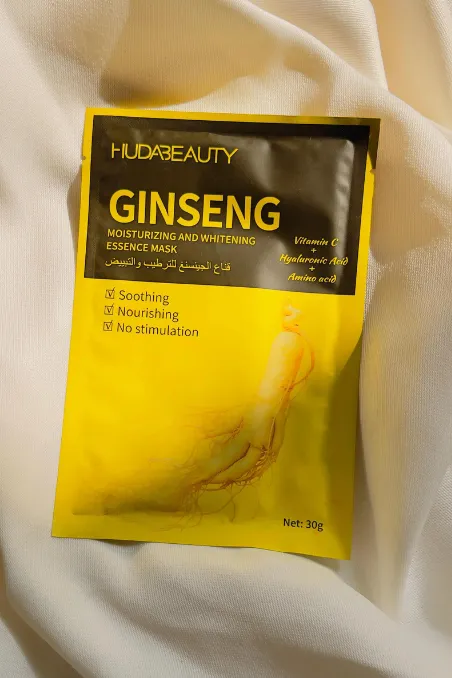 HUDABEAUTY
GINSENG
MOISTURIZING AND WHITENING
ESSENCE MASK
قناع الجينسنغ للترطيب والتبييض
Vitamin C
+
Hyaluronic Acid
+
Amino acid
Soothing
Nourishing
No stimulation
Net: 30g